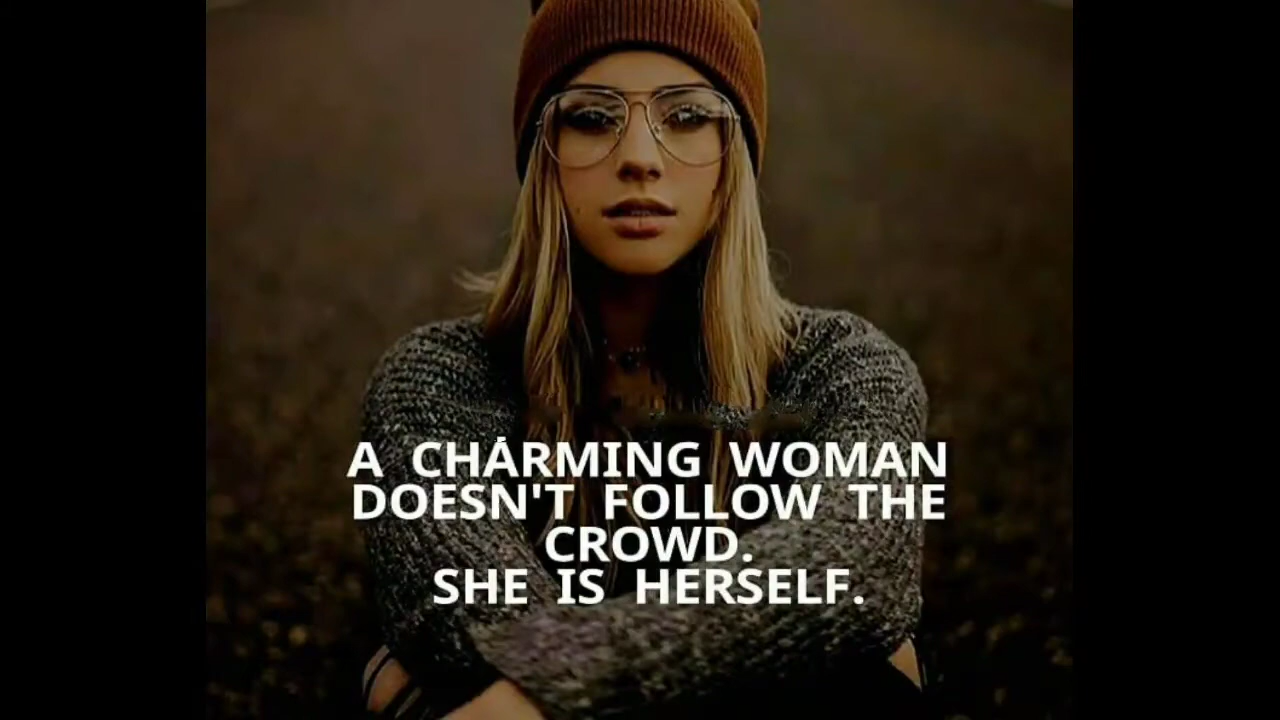 A CHARMING WOMAN
DOESN'T FOLLOW THE
CROWD.
SHE IS HERSELF.